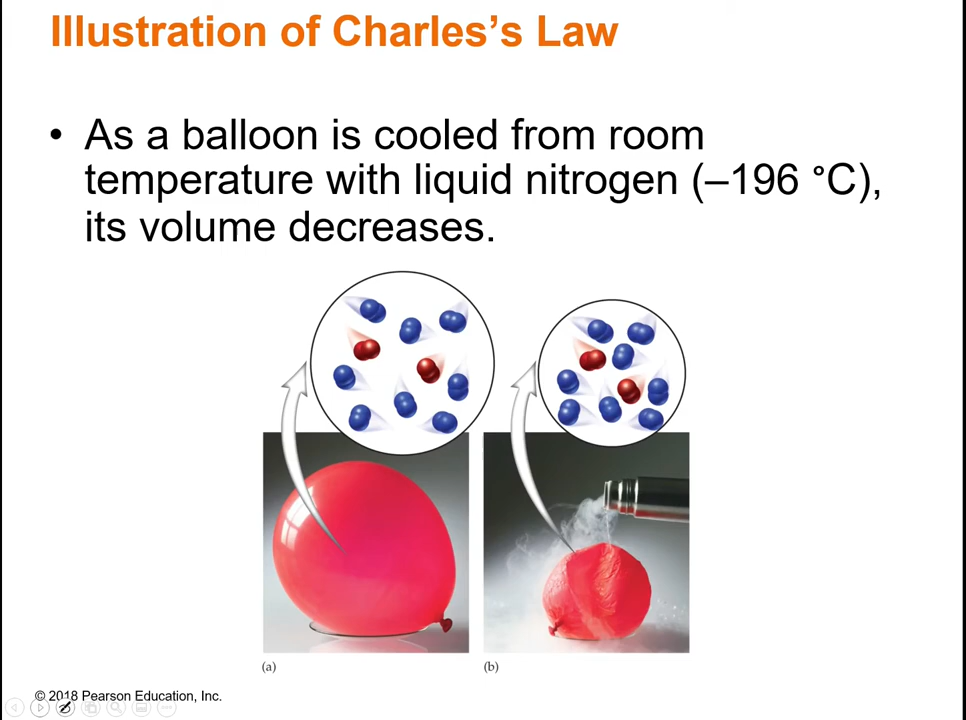 Illustration of Charles’s Law
• As a balloon is cooled from room
temperature with liquid nitrogen (–196 °C),
its volume decreases.
(a)
(b)
© 2018 Pearson Education, Inc.